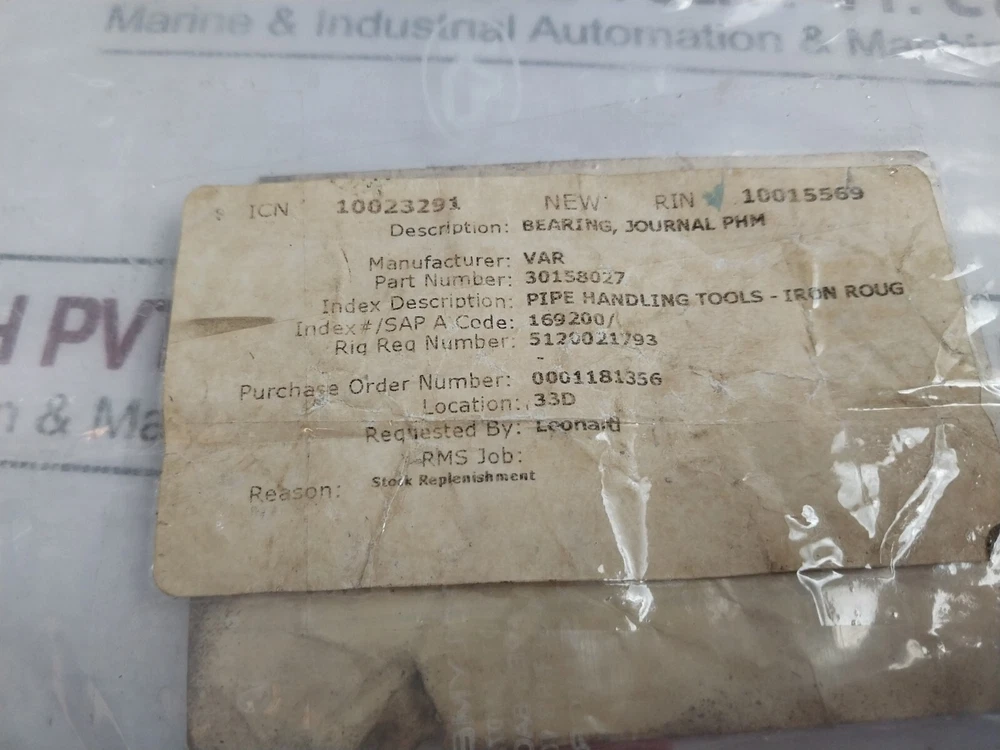 Marine & Industrial Automation & Machin
ICN 10023291 NEW RIN 10015569
Description: BEARING, JOURNAL PHM
Manufacturer: VAR
Part Number: 30158027
Index Description: PIPE HANDLING TOOLS - IRON ROUG
Index#/SAP A Code: 169200/
Rig Req Number: 5120021793
-
Purchase Order Number: 0001181356
Location: 33D
Requested By: Leonard
RMS Job:
Reason: Stock Replenishment
H PVT
n & Ma